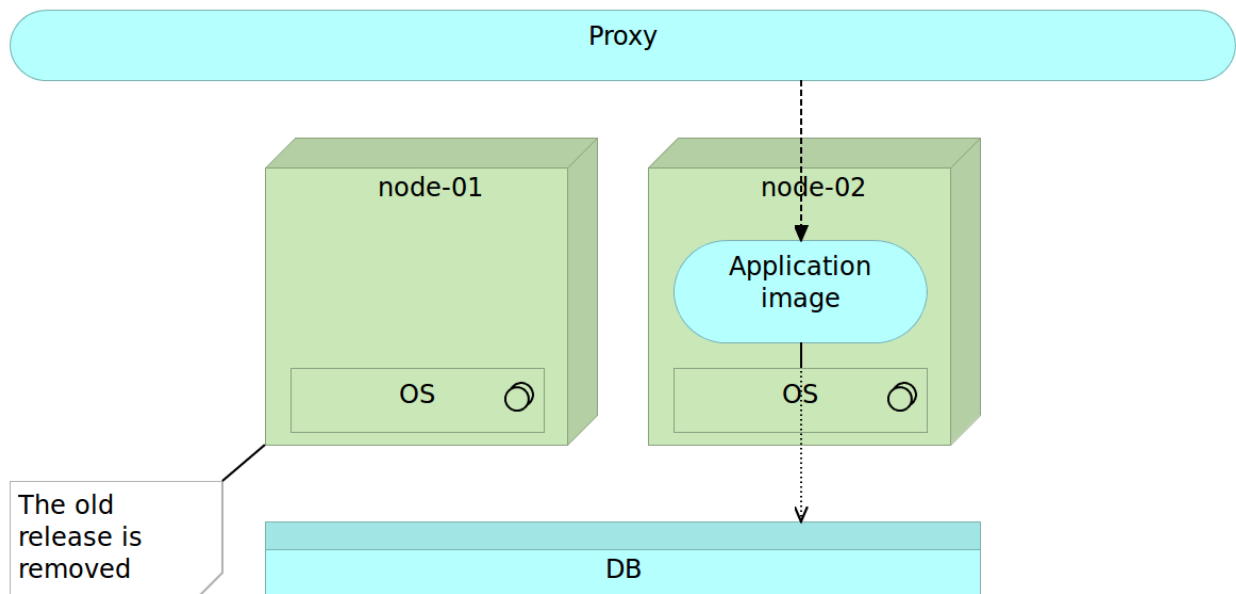 Proxy
node-01
node-02
Application
image
OS
OS
The old
release is
removed
DB